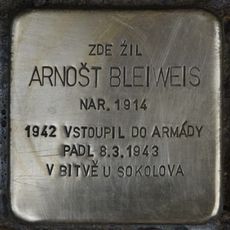 ZDE ŽIL
ARNOŠT BLEIWEIS
NAR. 1914
1942 VSTOUPIL DO ARMÁDY
PADL 8.3.1943
V BITVĚ U SOKOLOVA